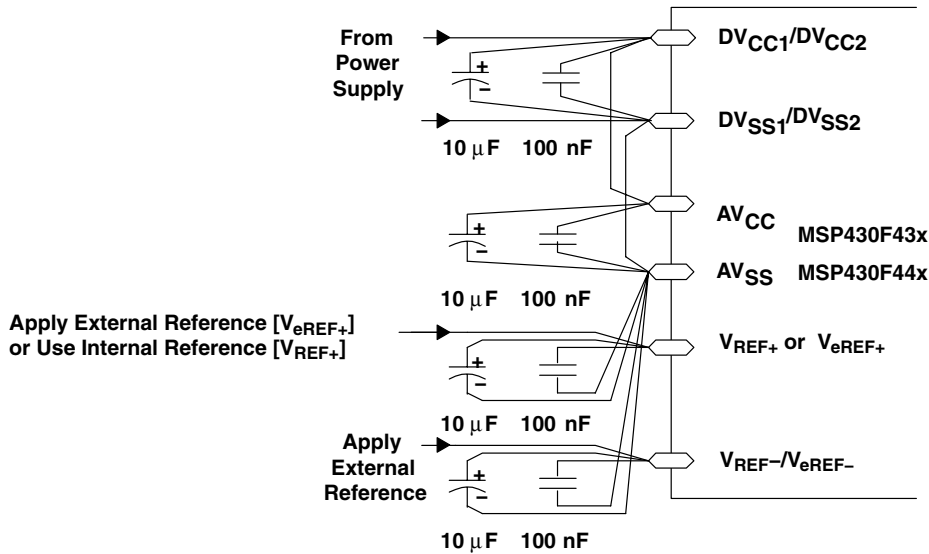 From
Power
Supply
DVCC1/DVCC2
+
−
DVSS1/DVSS2
10 μF 100 nF
AVCC
MSP430F43x
+
−
AVSS MSP430F44x
10 μF 100 nF
Apply External Reference [VeREF+]
or Use Internal Reference [VREF+]
VREF+ or VeREF+
+
−
10 μF 100 nF
Apply
External
Reference
VREF−/VeREF−
+
−
10 μF 100 nF